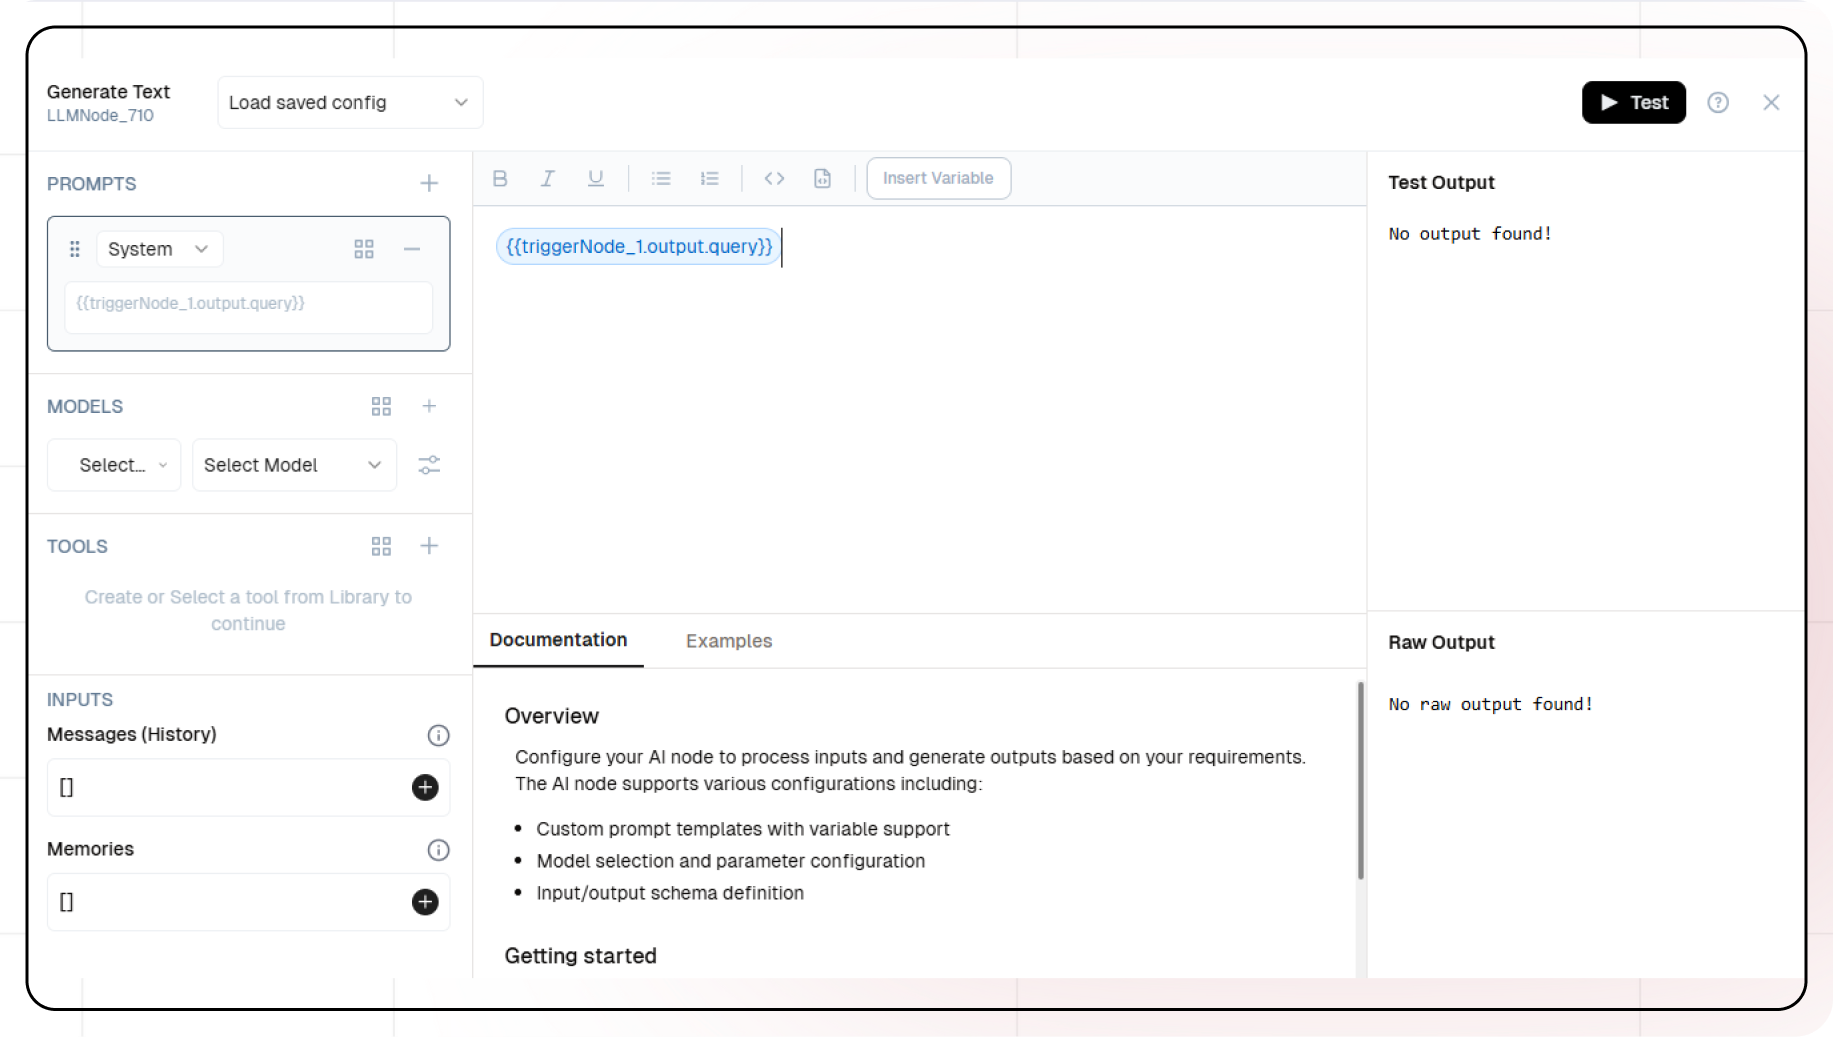 Generate Text
LLMNode_710
Load saved config
Test
PROMPTS
System
{{triggerNode_1.output.query}}
MODELS
Select...
Select Model
TOOLS
Create or Select a tool from Library to
continue
INPUTS
Messages (History)
[]
Memories
[]
Insert Variable
{{triggerNode_1.output.query}}
Documentation
Examples
Overview
Configure your AI node to process inputs and generate outputs based on your requirements.
The AI node supports various configurations including:
• Custom prompt templates with variable support
• Model selection and parameter configuration
• Input/output schema definition
Getting started
Test Output
No output found!
Raw Output
No raw output found!